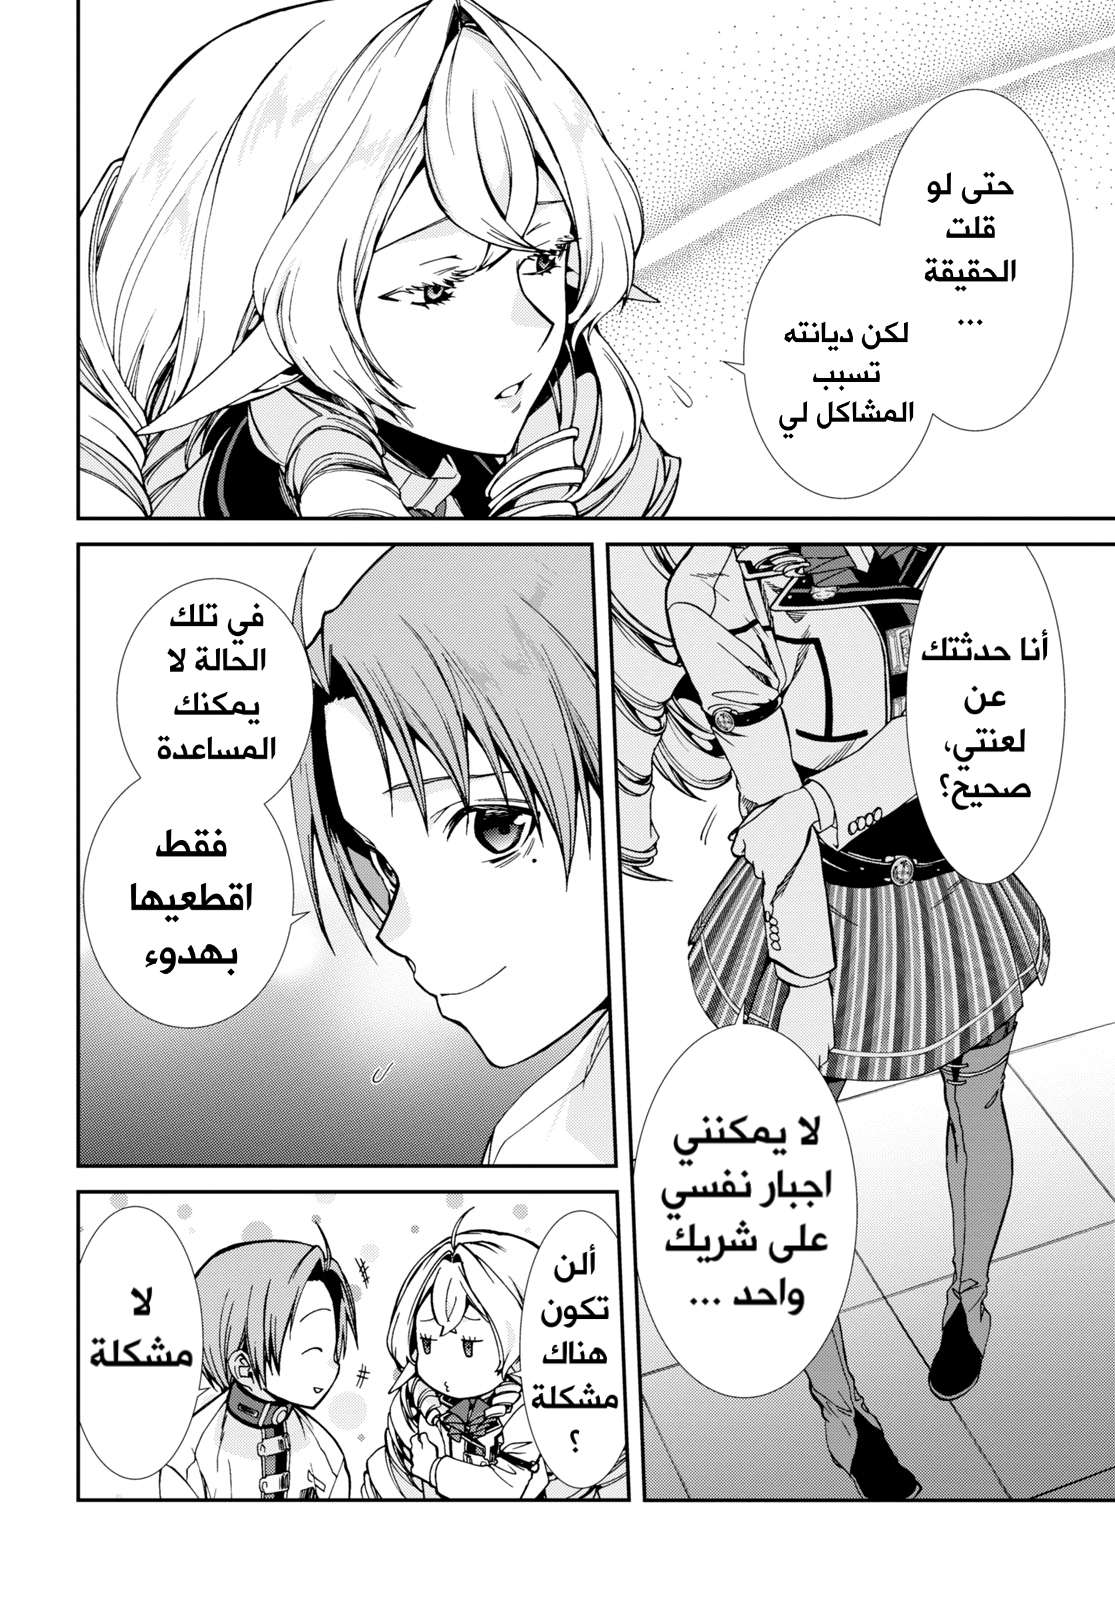 حتى لو
قلت
الحقيقة
...
لكن ديانته
تسبب
المشاكل لي
أنا حدثتك
عن
لعنتي،
صحيح؟
لا يمكنني
اجبار نفسي
على شريك
واحد ...
في تلك
الحالة لا
يمكنك
المساعدة
فقط
اقطعيها
بهدوء
ألن
تكون
هناك
مشكلة
؟
لا
مشكلة